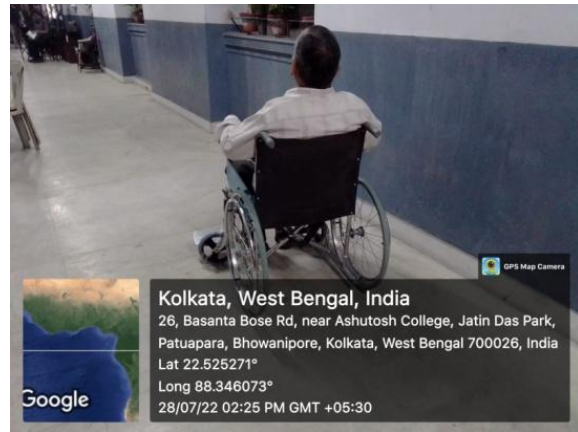 GPS Map Camera
Kolkata, West Bengal, India
26, Basanta Bose Rd, near Ashutosh College, Jatin Das Park,
Patuapara, Bhowanipore, Kolkata, West Bengal 700026, India
Lat 22.525271°
Long 88.346073°
28/07/22 02:25 PM GMT +05:30
Google